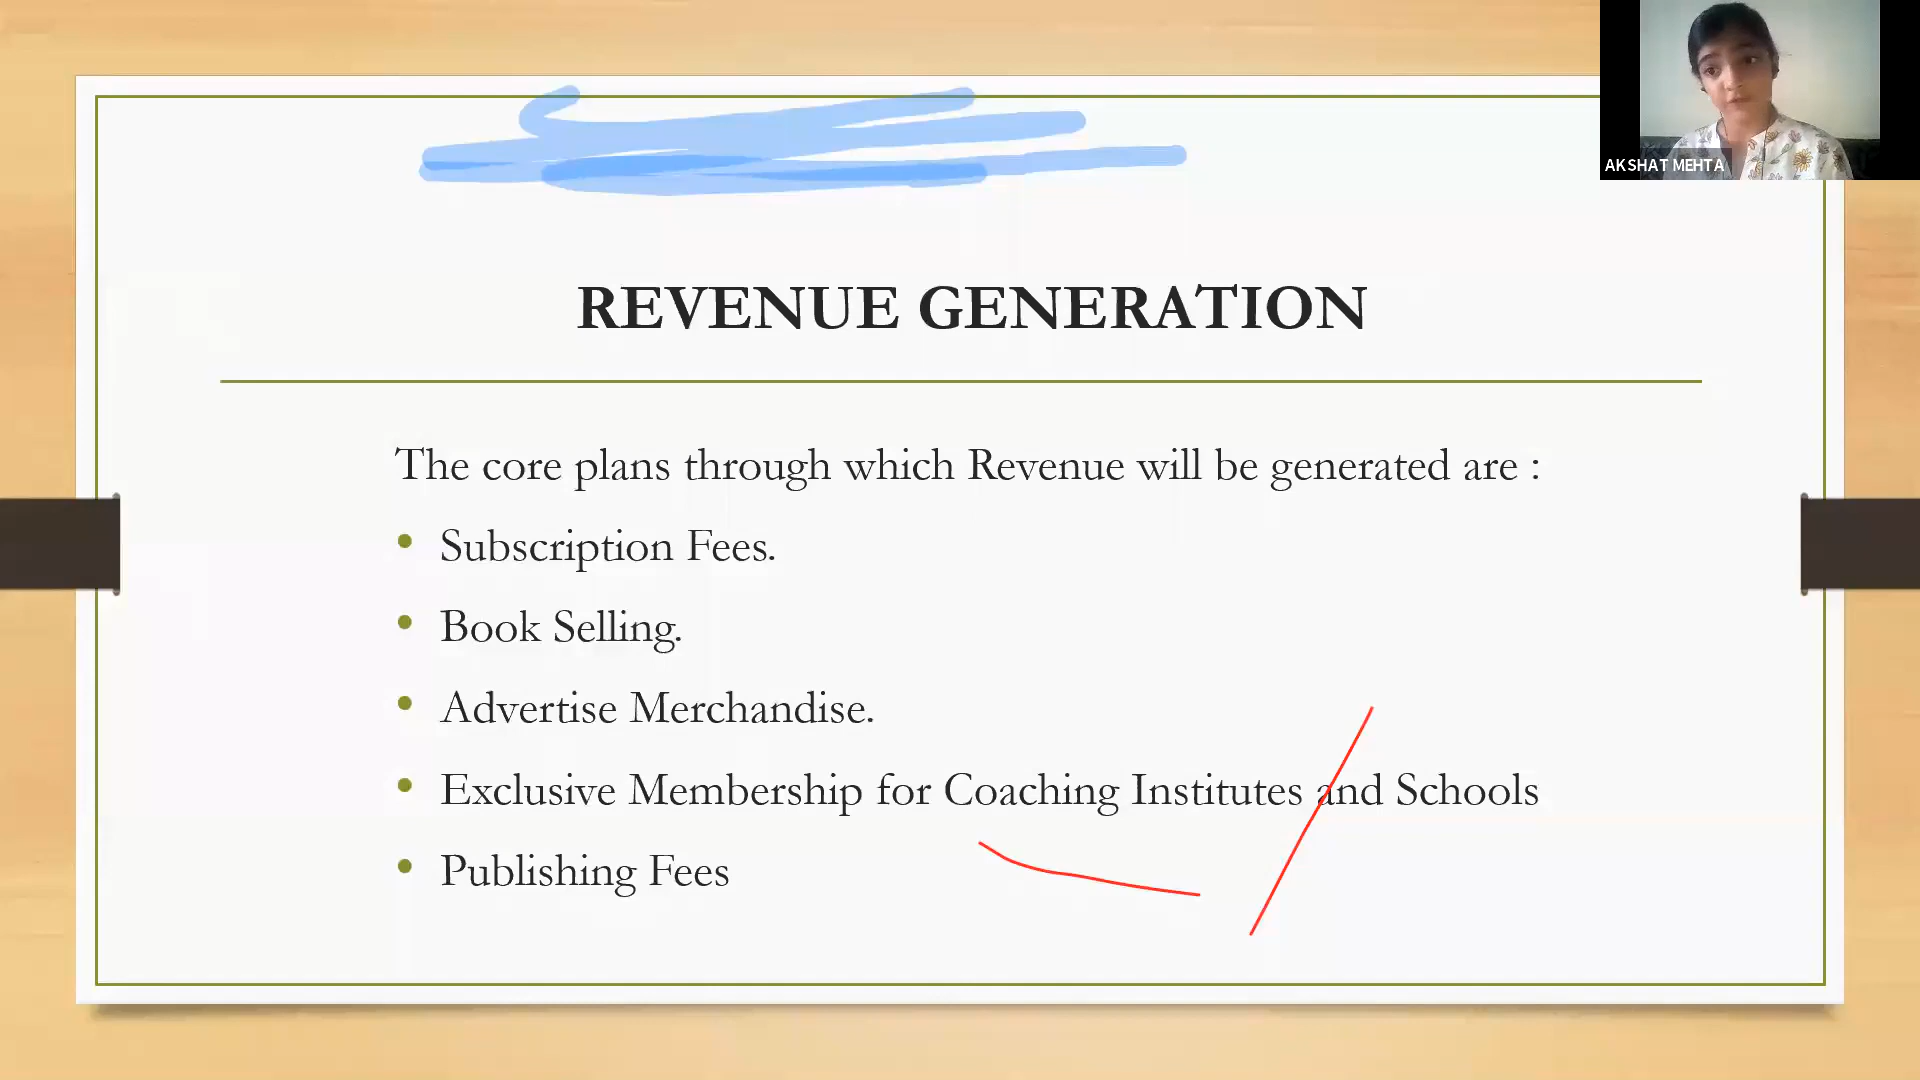 AKSHAT MEHTA
REVENUE GENERATION
The core plans through which Revenue will be generated are :
• Subscription Fees.
• Book Selling.
• Advertise Merchandise.
• Exclusive Membership for Coaching Institutes and Schools
• Publishing Fees